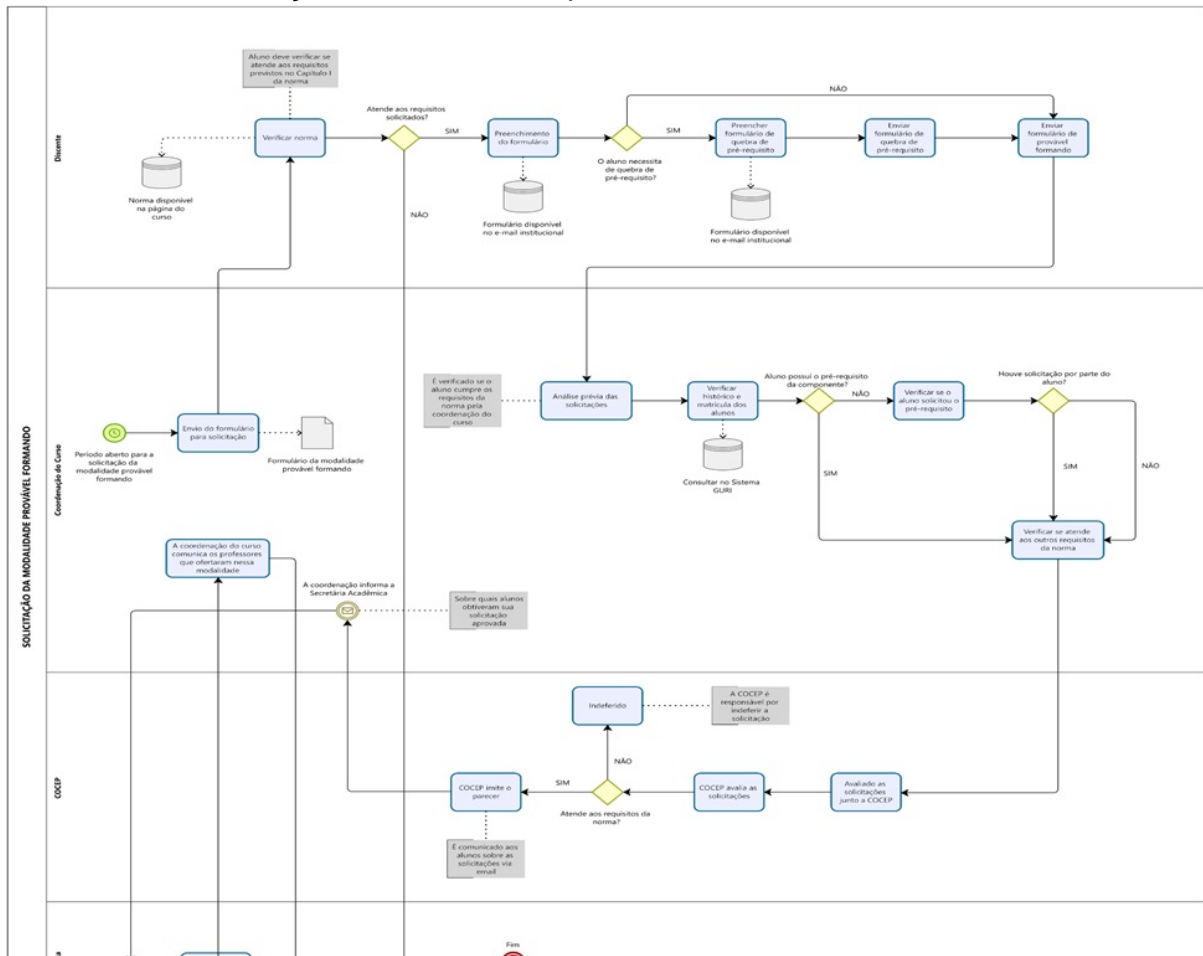 SOLICITAÇÃO DA MODALIDADE PROVÁVEL FORMANDO
Discente
Aluno deve verificar se
atende aos requisitos
previstos no Capítulo I
da norma
Verificar norma
Norma disponível
na página do
curso
Atende aos requisitos
solicitados?
SIM
NÃO
Preenchimento
do formulário
Formulário disponível
no e-mail institucional
O aluno necessita
de quebra de
pré-requisito?
SIM
NÃO
Preencher
formulário de
quebra de
pré-requisito
Formulário disponível
no e-mail institucional
Enviar
formulário de
quebra de
pré-requisito
Enviar
formulário de
provável
formando
Coordenação do Curso
Período aberto para a
solicitação da
modalidade provável
formando
Envio do formulário
para solicitação
Formulário da modalidade
provável formando
É verificado se o
aluno cumpre os
requisitos da
norma pela
coordenação do
curso
Análise prévia das
solicitações
Verificar
histórico e
matrícula dos
alunos
Consultar no Sistema
GURI
Aluno possuí o pré-requisito
da componente?
NÃO
SIM
Verificar se o
aluno solicitou o
pré-requisito
Houve solicitação por parte do
aluno?
SIM
NÃO
Verificar se atende
aos outros requisitos
da norma
A coordenação do curso
comunica os professores
que ofertaram nessa
modalidade
A coordenação informa a
Secretária Acadêmica
Sobre quais alunos
obtiveram sua
solicitação
aprovada
COCEP
Indeferido
A COCEP é
responsável por
indeferir a
solicitação
NÃO
SIM
Atende aos requisitos da
norma?
COCEP imite o
parecer
COCEP avalia as
solicitações
Avaliado as
solicitações
junto a COCEP
É comunicado aos
alunos sobre as
solicitações via
email
Fim